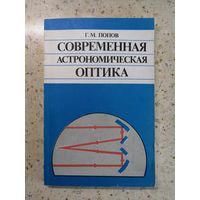 Г. М. ПОПОВ
СОВРЕМЕННАЯ
АСТРОНОМИЧЕСКАЯ
ОПТИКА